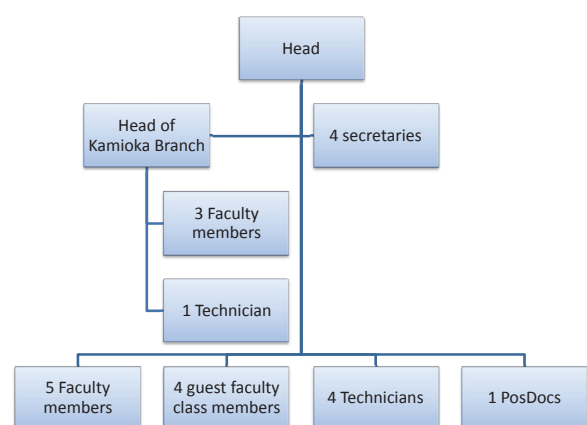 Head
Head of
Kamioka Branch
4 secretaries
3 Faculty
members
1 Technician
5 Faculty
members
4 guest faculty
class members
4 Technicians
1 PosDocs